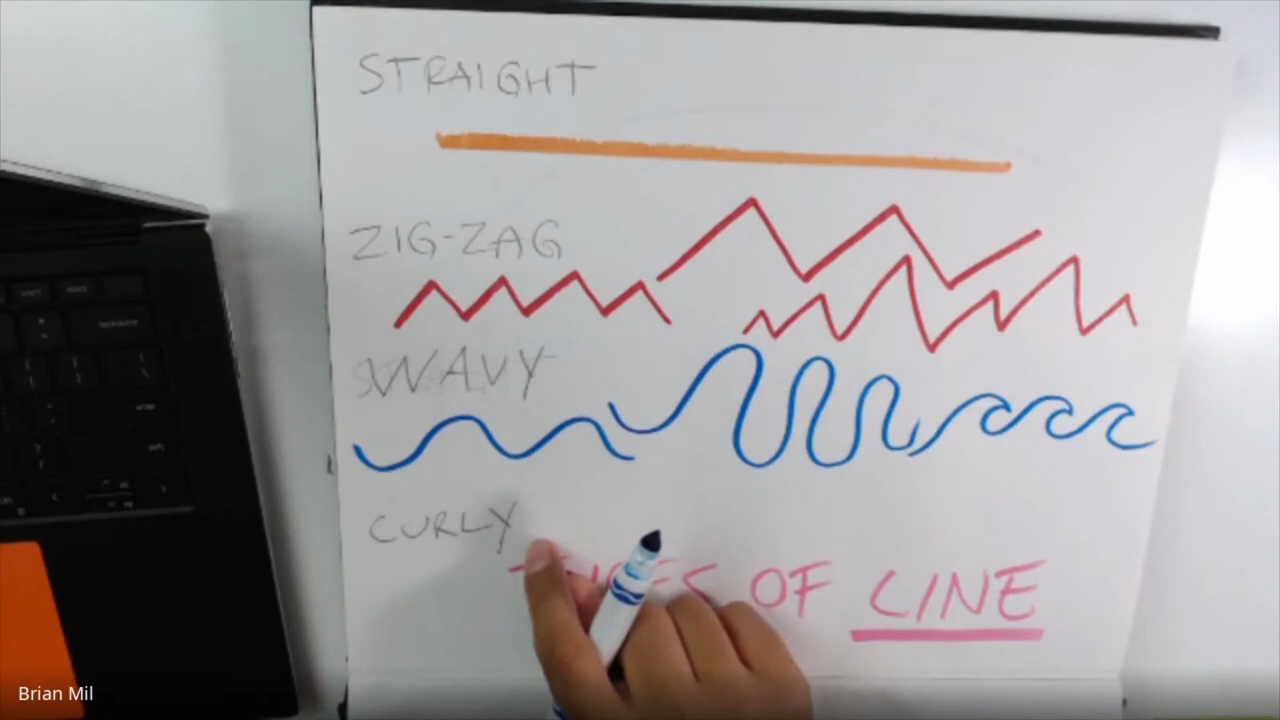 STRAIGHT
ZIG-ZAG
WAVY
CURLY
OF LINE
Brian Mil